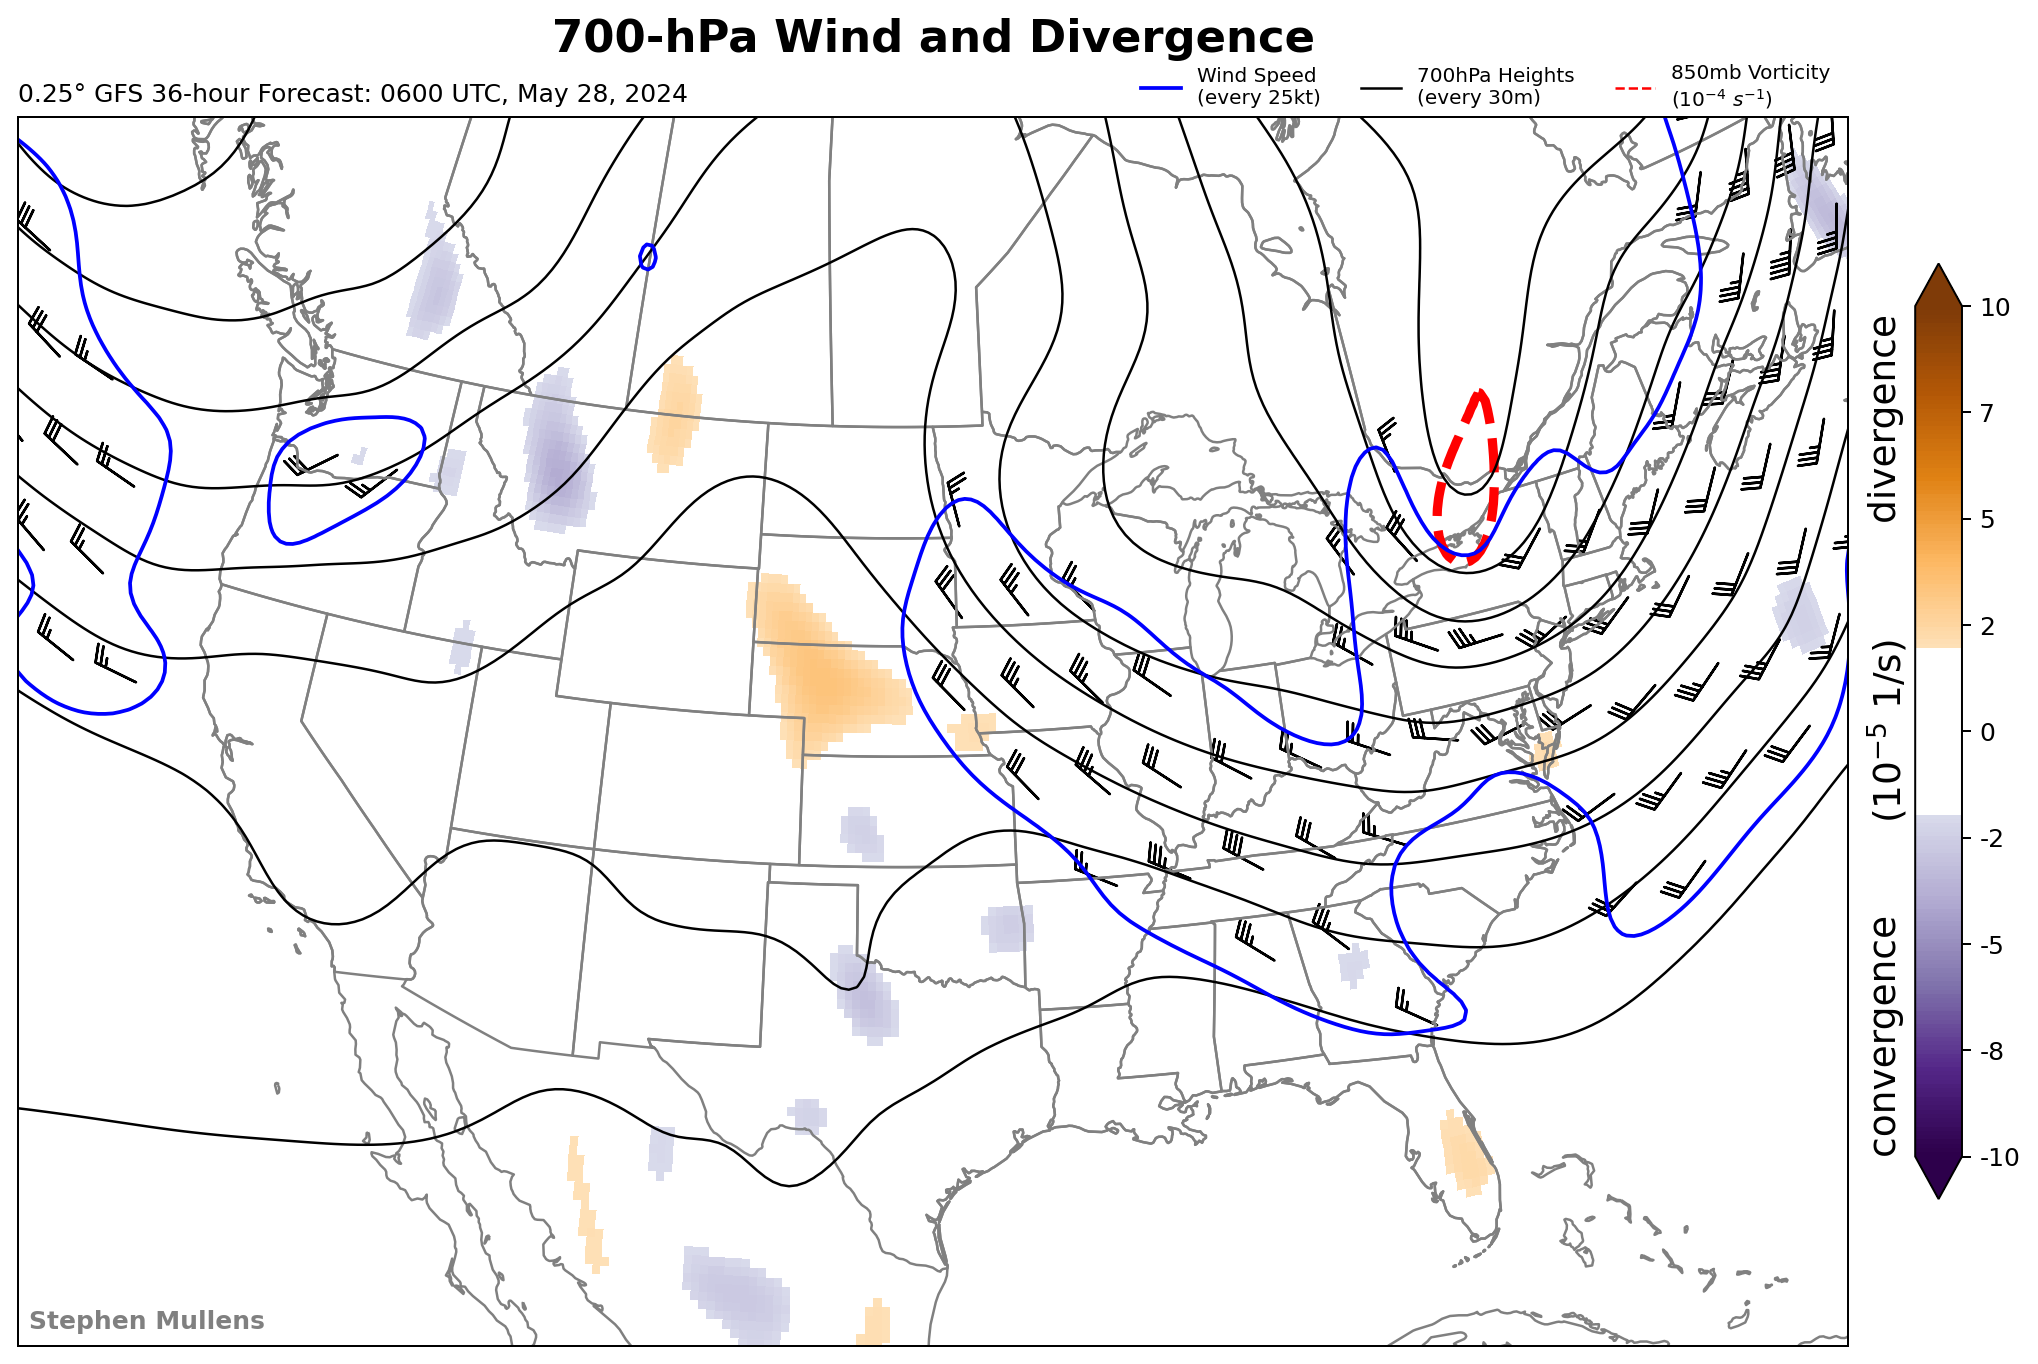 700-hPa Wind and Divergence
0.25° GFS 36-hour Forecast: 0600 UTC, May 28, 2024
Wind Speed
(every 25kt)
700hPa Heights
(every 30m)
850mb Vorticity
(10⁻⁴ s⁻¹)
10
7
5
2
0
-2
-5
-8
-10
convergence (10⁻⁵ 1/s) divergence
Stephen Mullens